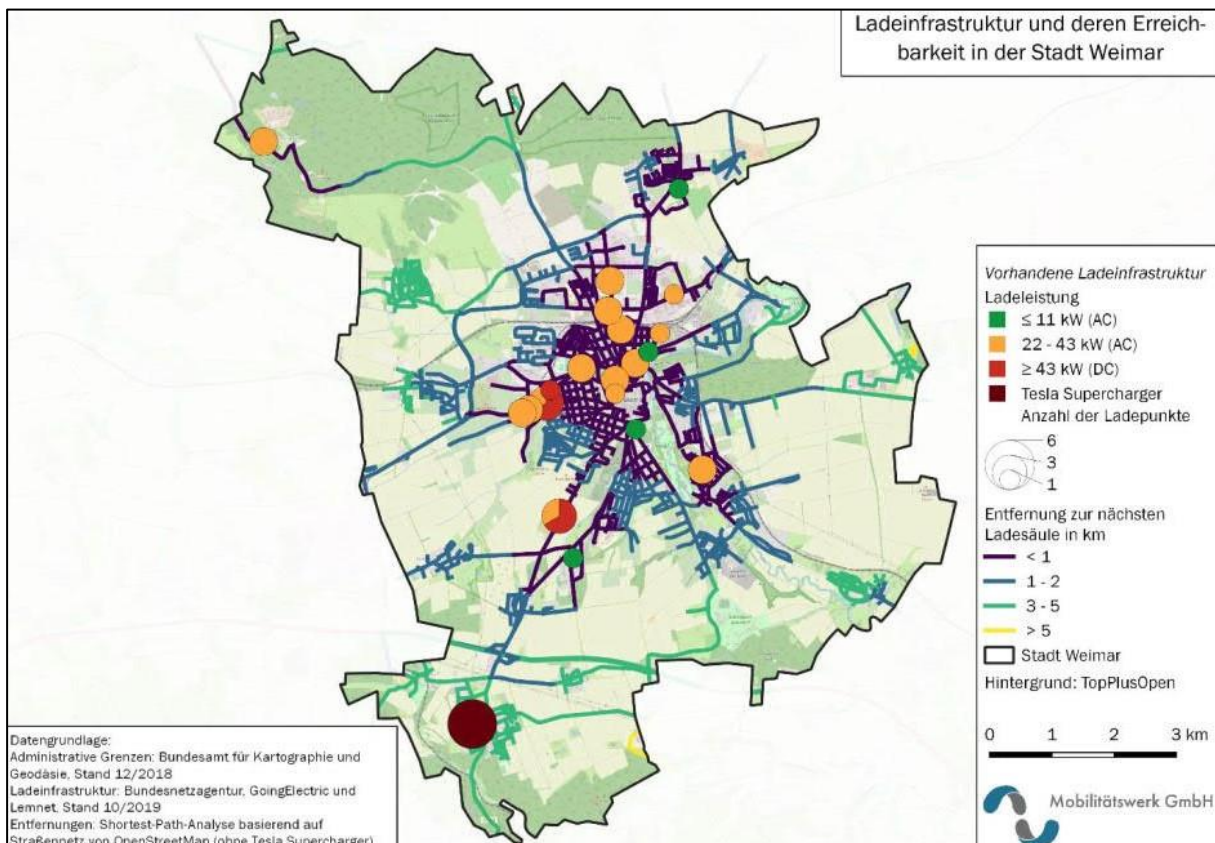 Ladeinfrastruktur und deren Erreich-
barkeit in der Stadt Weimar
Vorhandene Ladeinfrastruktur
Ladeleistung
≤ 11 kW (AC)
22 - 43 kW (AC)
≥ 43 kW (DC)
Tesla Supercharger
Anzahl der Ladepunkte
6
3
1
Entfernung zur nächsten
Ladesäule in km
< 1
1 - 2
3 - 5
> 5
Stadt Weimar
Hintergrund: TopPlusOpen
0 1 2 3 km
Mobilitätswerk GmbH
Datengrundlage:
Administrative Grenzen: Bundesamt für Kartographie und
Geodäsie, Stand 12/2018
Ladeinfrastruktur: Bundesnetzagentur, GoingElectric und
Lemnet, Stand 10/2019
Entfernungen: Shortest-Path-Analyse basierend auf
Straßennetz von OpenStreetMap (ohne Tesla Supercharger)